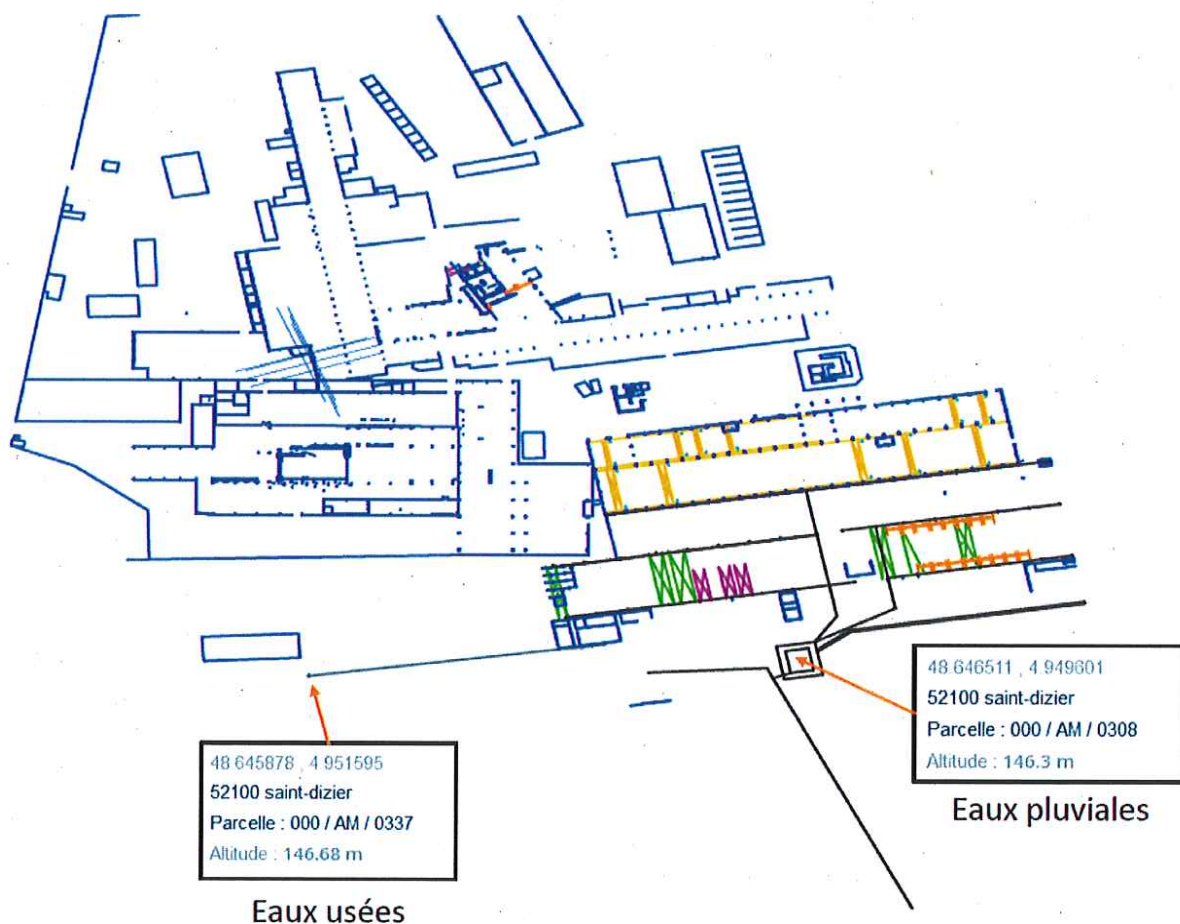 48.646511 , 4.949601
52100 saint-dizier
Parcelle : 000 / AM / 0308
Altitude : 146.3 m
Eaux pluviales
48.645878 , 4.951595
52100 saint-dizier
Parcelle : 000 / AM / 0337
Altitude : 146.68 m
Eaux usées